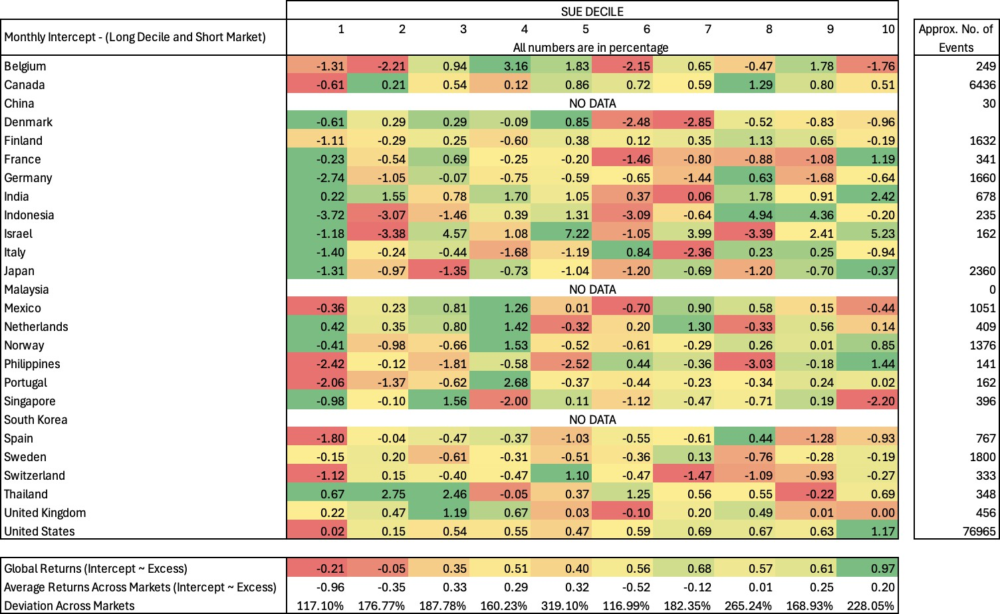 SUE DECILE
Monthly Intercept - (Long Decile and Short Market) 1 2 3 4 5 6 7 8 9 10 Approx. No. of
All numbers are in percentage Events
Belgium -1.31 -2.21 0.94 3.16 1.83 -2.15 0.65 -0.47 1.78 -1.76 249
Canada -0.61 0.21 0.54 0.12 0.86 0.72 0.59 1.29 0.80 0.51 6436
China NO DATA 30
Denmark -0.61 0.29 0.29 -0.09 0.85 -2.48 -2.85 -0.52 -0.83 -0.96
Finland -1.11 -0.29 0.25 -0.60 0.38 0.12 0.35 1.13 0.65 -0.19 1632
France -0.23 -0.54 0.69 -0.25 -0.20 -1.46 -0.80 -0.88 -1.08 1.19 341
Germany -2.74 -1.05 -0.07 -0.75 -0.59 -0.65 -1.44 0.63 -1.68 -0.64 1660
India 0.22 1.55 0.78 1.70 1.05 0.37 0.06 1.78 0.91 2.42 678
Indonesia -3.72 -3.07 -1.46 0.39 1.31 -3.09 -0.64 4.94 4.36 -0.20 235
Israel -1.18 -3.38 4.57 1.08 7.22 -1.05 3.99 -3.39 2.41 5.23 162
Italy -1.40 -0.24 -0.44 -1.68 -1.19 0.84 -2.36 0.23 0.25 -0.94
Japan -1.31 -0.97 -1.35 -0.73 -1.04 -1.20 -0.69 -1.20 -0.70 -0.37 2360
Malaysia NO DATA 0
Mexico -0.36 0.23 0.81 1.26 0.01 -0.70 0.90 0.58 0.15 -0.44 1051
Netherlands 0.42 0.35 0.80 1.42 -0.32 0.20 1.30 -0.33 0.56 0.14 409
Norway -0.41 -0.98 -0.66 1.53 -0.52 -0.61 -0.29 0.26 0.01 0.85 1376
Philippines -2.42 -0.12 -1.81 -0.58 -2.52 0.44 -0.36 -3.03 -0.18 1.44 141
Portugal -2.06 -1.37 -0.62 2.68 -0.37 -0.44 -0.23 -0.34 0.24 0.02 162
Singapore -0.98 -0.10 1.56 -2.00 0.11 -1.12 -0.47 -0.71 0.19 -2.20 396
South Korea NO DATA
Spain -1.80 -0.04 -0.47 -0.37 -1.03 -0.55 -0.61 0.44 -1.28 -0.93 767
Sweden -0.15 0.20 -0.61 -0.31 -0.51 -0.36 0.13 -0.76 -0.28 -0.19 1800
Switzerland -1.12 0.15 -0.40 -0.47 1.10 -0.47 -1.47 -1.09 -0.93 -0.27 333
Thailand 0.67 2.75 2.46 -0.05 0.37 1.25 0.56 0.55 -0.22 0.69 348
United Kingdom 0.22 0.47 1.19 0.67 0.03 -0.10 0.20 0.49 0.01 0.00 456
United States 0.02 0.15 0.54 0.55 0.47 0.59 0.69 0.67 0.63 1.17 76965
Global Returns (Intercept ~ Excess) -0.21 -0.05 0.35 0.51 0.40 0.56 0.68 0.57 0.61 0.97
Average Returns Across Markets (Intercept ~ Excess) -0.96 -0.35 0.33 0.29 0.32 -0.52 -0.12 0.01 0.25 0.20
Deviation Across Markets 117.10% 176.77% 187.78% 160.23% 319.10% 116.99% 182.35% 265.24% 168.93% 228.05%